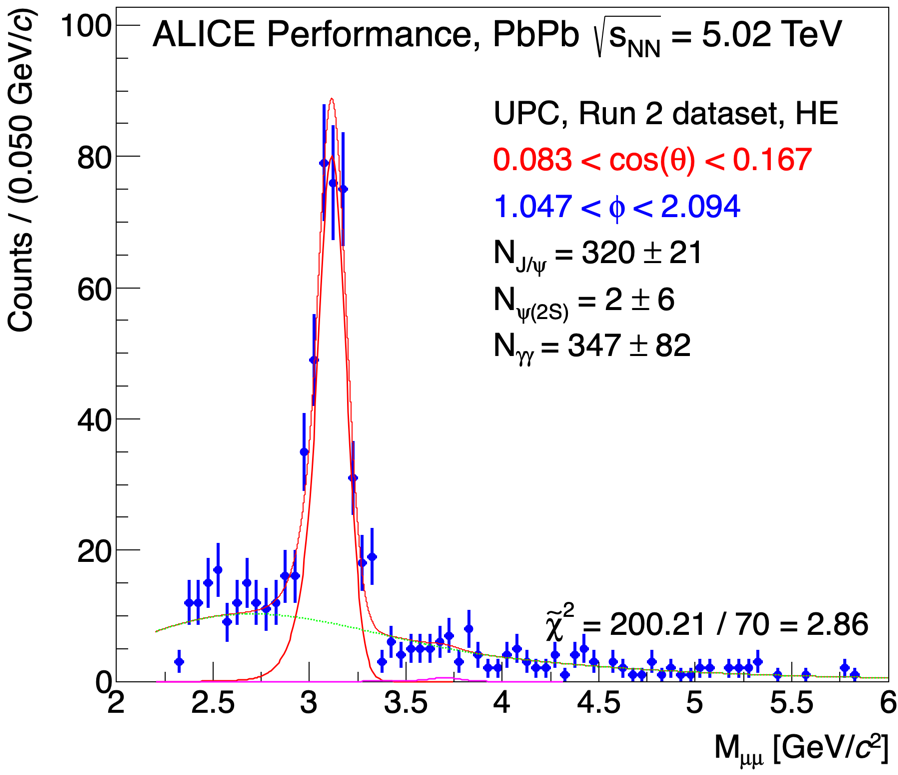 ALICE Performance, PbPb √s_NN = 5.02 TeV
UPC, Run 2 dataset, HE
0.083 < cos(θ) < 0.167
1.047 < ϕ < 2.094
N_J/ψ = 320 ± 21
N_ψ(2S) = 2 ± 6
N_γγ = 347 ± 82
χ̃² = 200.21 / 70 = 2.86
Counts / (0.050 GeV/c)
100
80
60
40
20
0
2 2.5 3 3.5 4 4.5 5 5.5 6
M_μμ [GeV/c²]